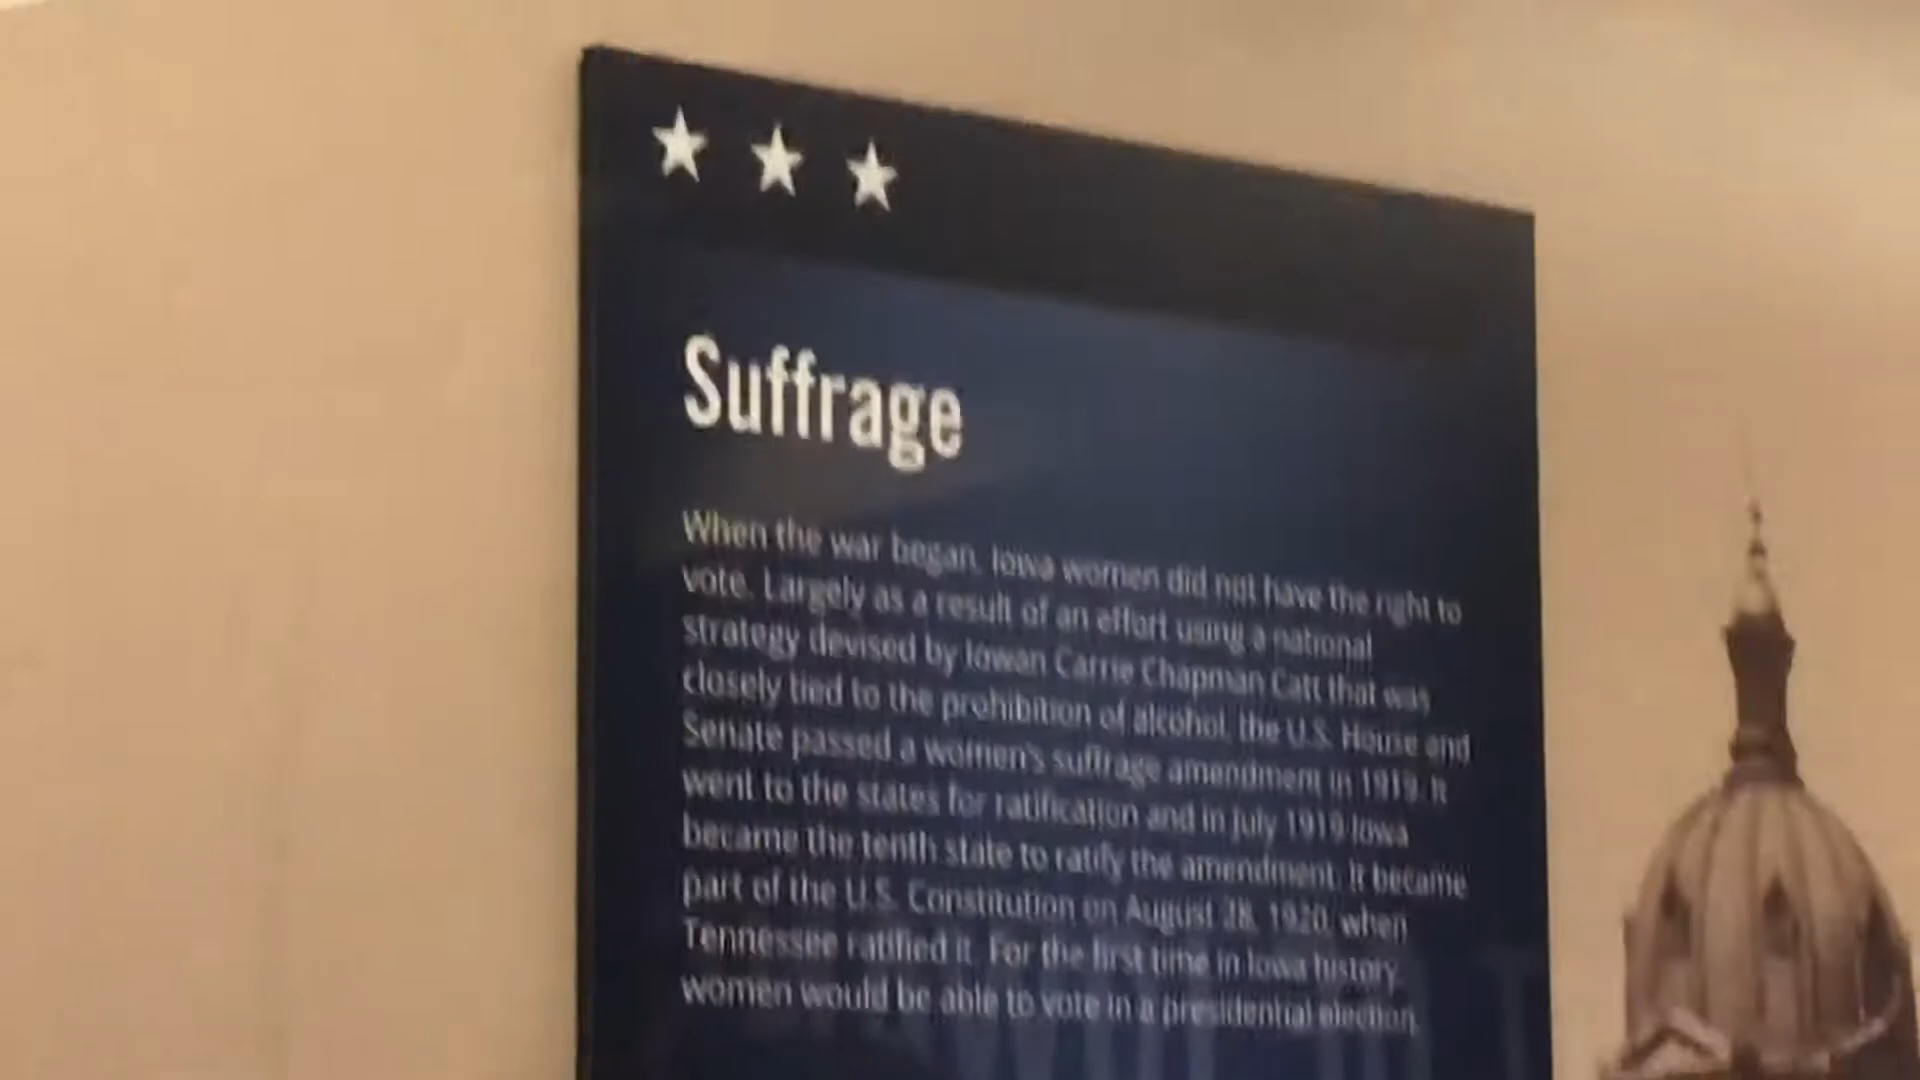 Suffrage
When the war began, Iowa women did not have the right to
vote. Largely as a result of an effort using a national
strategy devised by Iowan Carrie Chapman Catt that was
closely tied to the prohibition of alcohol, the U.S. House and
Senate passed a women's suffrage amendment in 1919. It
went to the states for ratification and in July 1919 Iowa
became the tenth state to ratify the amendment. It became
part of the U.S. Constitution on August 28, 1920, when
Tennessee ratified it. For the first time in Iowa history,
women would be able to vote in a presidential election.